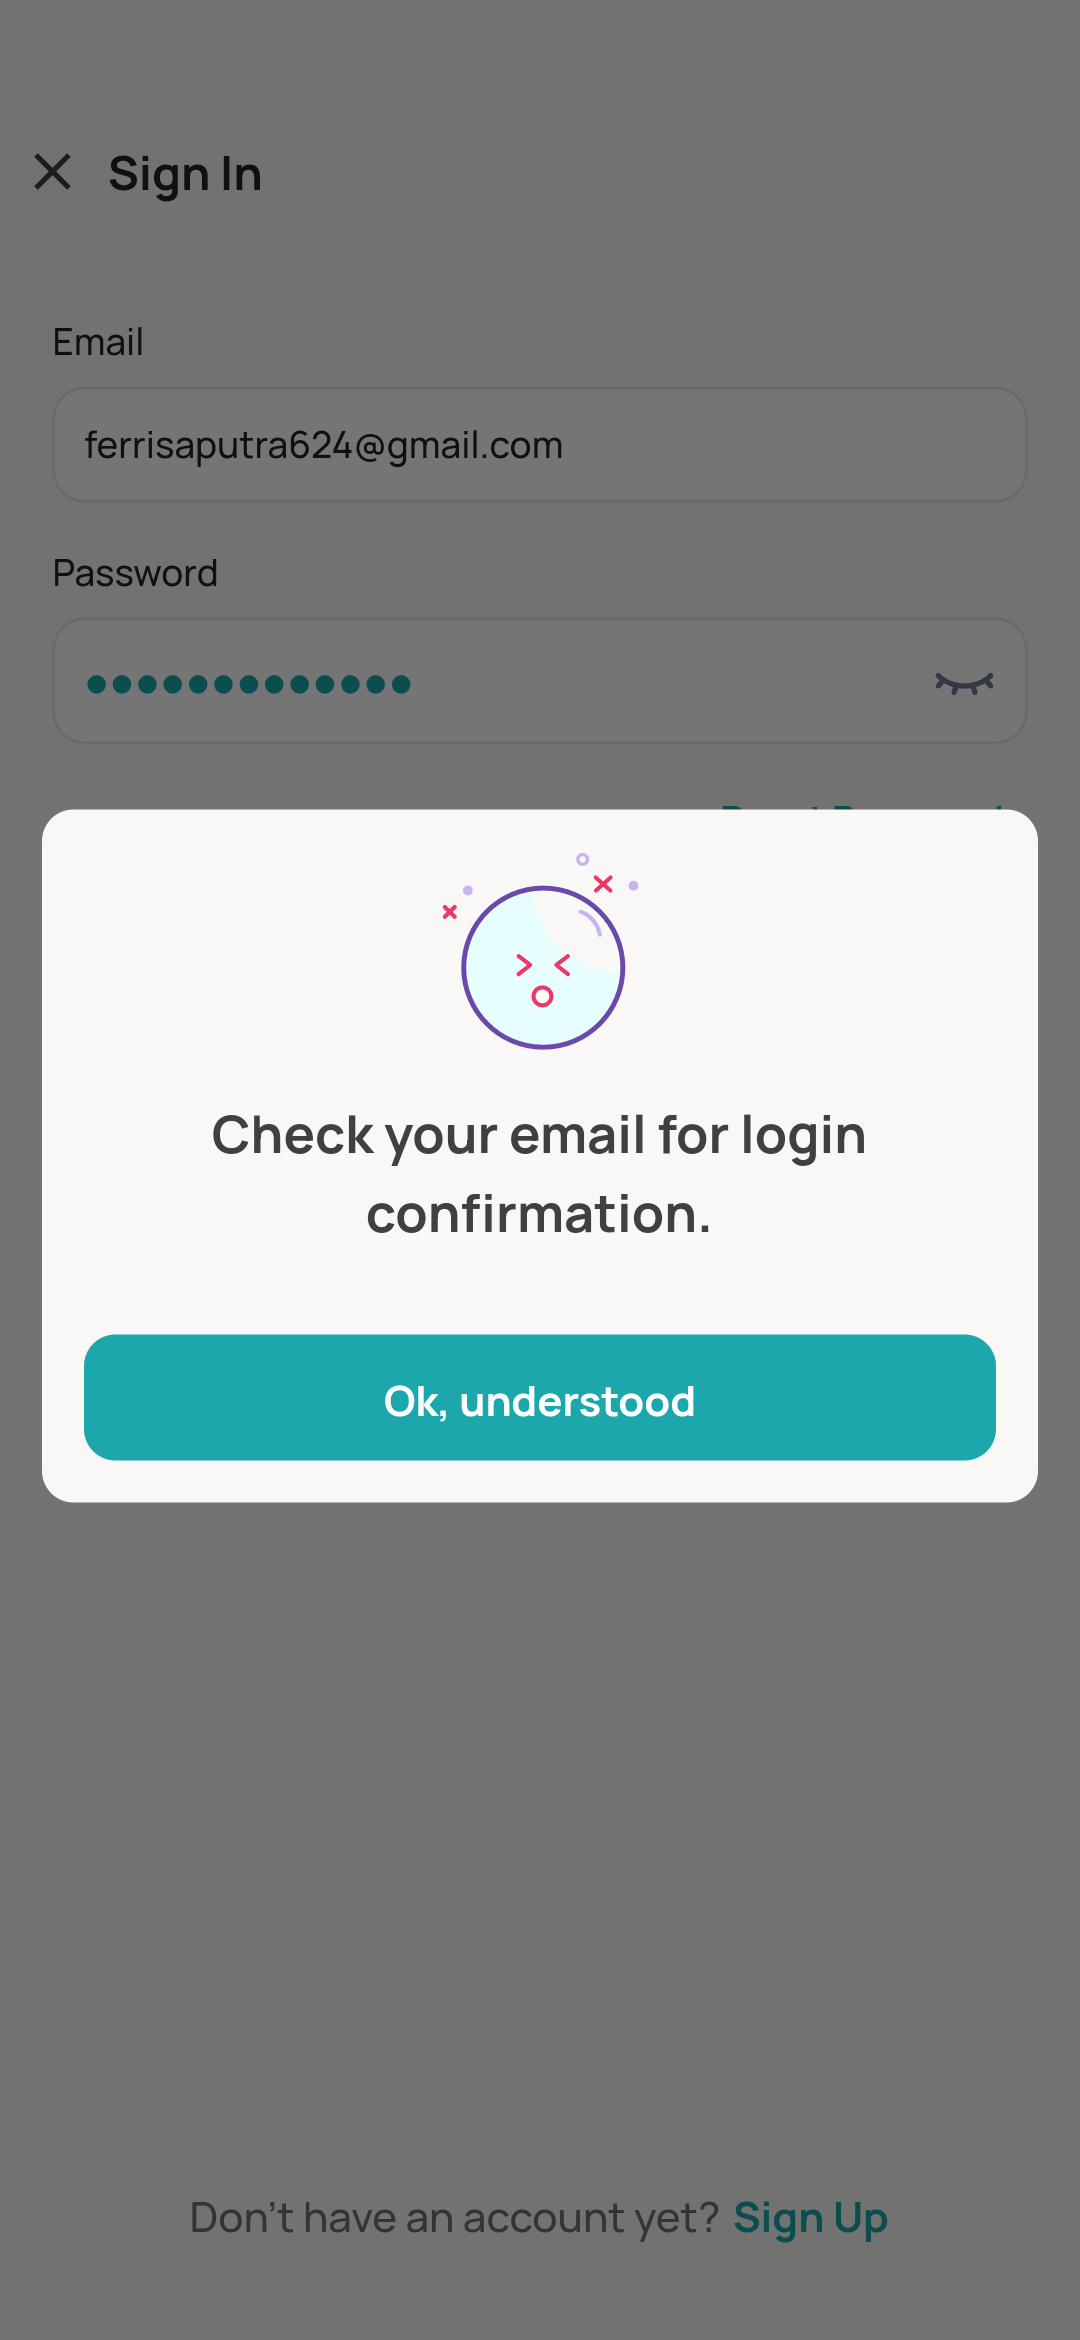 Sign In
Email
ferrisaputra624@gmail.com
Password
Check your email for login
confirmation.
Ok, understood
Don't have an account yet? Sign Up